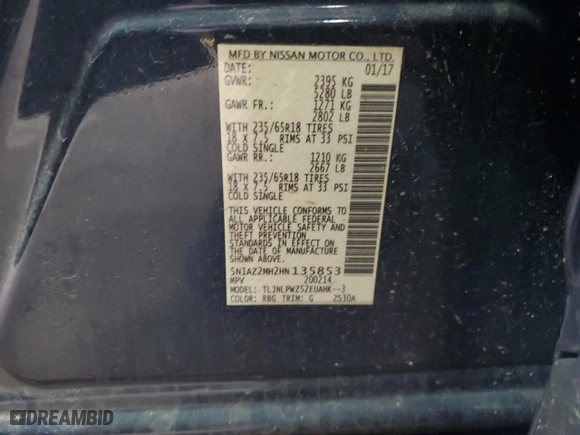 MFD BY NISSAN MOTOR CO., LTD.
DATE: 01/17
GVWR: 2395 KG
5280 LB
GAWR FR.: 1271 KG
2802 LB
WITH 235/65R18 TIRES
18 X 7.5 RIMS AT 33 PSI
COLD SINGLE
GAWR RR.: 1210 KG
2667 LB
WITH 235/65R18 TIRES
18 X 7.5 RIMS AT 33 PSI
COLD SINGLE
THIS VEHICLE CONFORMS TO
ALL APPLICABLE FEDERAL
MOTOR VEHICLE SAFETY AND
THEFT PREVENTION
STANDARDS IN EFFECT ON
THE DATE OF MANUFACTURE
SHOWN ABOVE.
5N1AZ2MH2HN135853
MPV 200214
MODEL: TLJNLPWZ52EUAHK--3
COLOR: RBG TRIM: G ZS30A
DREAMBID